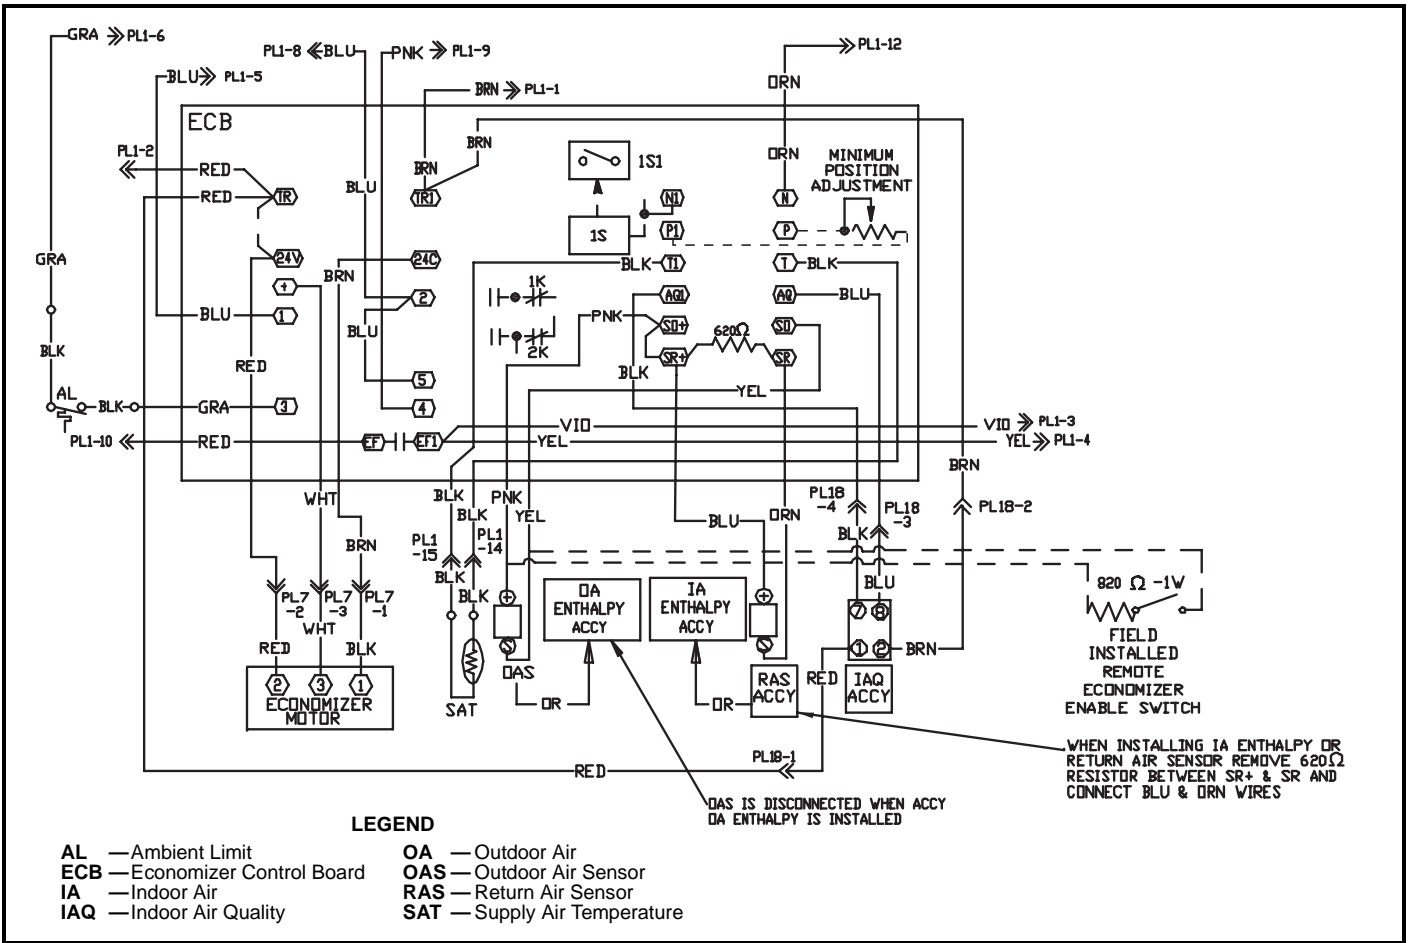 GRA PL1-6
PL1-8 BLU
PNK PL1-9
PL1-12
BLU PL1-5
BRN PL1-1
ORN
ECB
BRN
PL1-2
RED
BRN
ORN
MINIMUM
POSITION
ADJUSTMENT
1S1
RED
TR
BLU
TR1
N1
N
P1
P
1S
GRA
24V
BRN
24C
BLK
T1
T
BLK
+
2
1K
AQ1
AQ
BLU
BLU
1
BLU
PNK
SO+
620Ω
SO
2K
BLK
RED
SR+
SR
BLK
5
YEL
AL
BLK
GRA
3
4
VIO
VIO PL1-3
PL1-10
RED
EF
EF1
YEL
YEL PL1-4
BRN
WHT
BLK
PNK
PL18
-4
PL18
-3
PL18-2
BLK
YEL
BLU
ORN
BRN
PL1
-15
PL1
-14
BLK
BLK
BLK
BLU
820 Ω -1W
PL7
-2
PL7
-3
PL7
-1
WHT
+
OA
ENTHALPY
ACCY
IA
ENTHALPY
ACCY
+
7
8
RED
BLK
S
S
1
2
BRN
FIELD
INSTALLED
REMOTE
ECONOMIZER
ENABLE SWITCH
2
3
1
ECONOMIZER
MOTOR
SAT
OAS
OR
OR
RAS
ACCY
RED
IAQ
ACCY
PL18-1
RED
WHEN INSTALLING IA ENTHALPY OR
RETURN AIR SENSOR REMOVE 620Ω
RESISTOR BETWEEN SR+ & SR AND
CONNECT BLU & ORN WIRES
OAS IS DISCONNECTED WHEN ACCY
OA ENTHALPY IS INSTALLED
LEGEND
AL — Ambient Limit
ECB — Economizer Control Board
IA — Indoor Air
IAQ — Indoor Air Quality
OA — Outdoor Air
OAS — Outdoor Air Sensor
RAS — Return Air Sensor
SAT — Supply Air Temperature